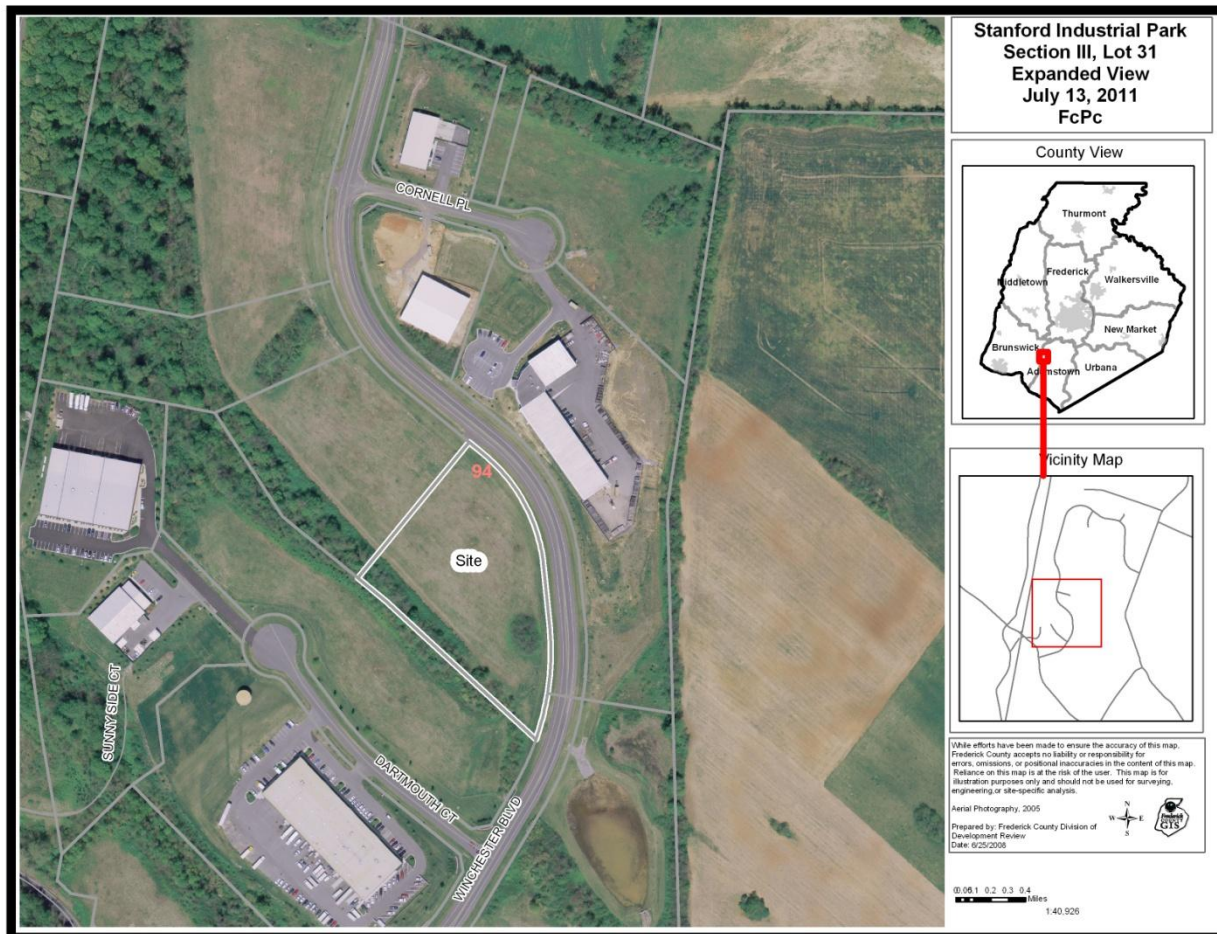 Stanford Industrial Park
Section III, Lot 31
Expanded View
July 13, 2011
FcPc
CORNELL PL
94
Site
SUNNY SIDE CT
DARTMOUTH CT
WINCHESTER BLVD
County View
Thurmont
Frederick
Middletown
Walkersville
New Market
Brunswick
Adamstown
Urbana
Vicinity Map
While efforts have been made to ensure the accuracy of this map,
Frederick County accepts no liability or responsibility for
errors, omissions, or positional inaccuracies in the content of this map.
Reliance on this map is at the risk of the user. This map is for
illustration purposes only and should not be used for surveying,
engineering,or site-specific analysis.
Aerial Photography, 2005
Prepared by: Frederick County Division of
Development Review
Date: 6/25/2008
N
W E
S
Frederick
GIS
0.2 0.3 0.4
Miles
1:40,926